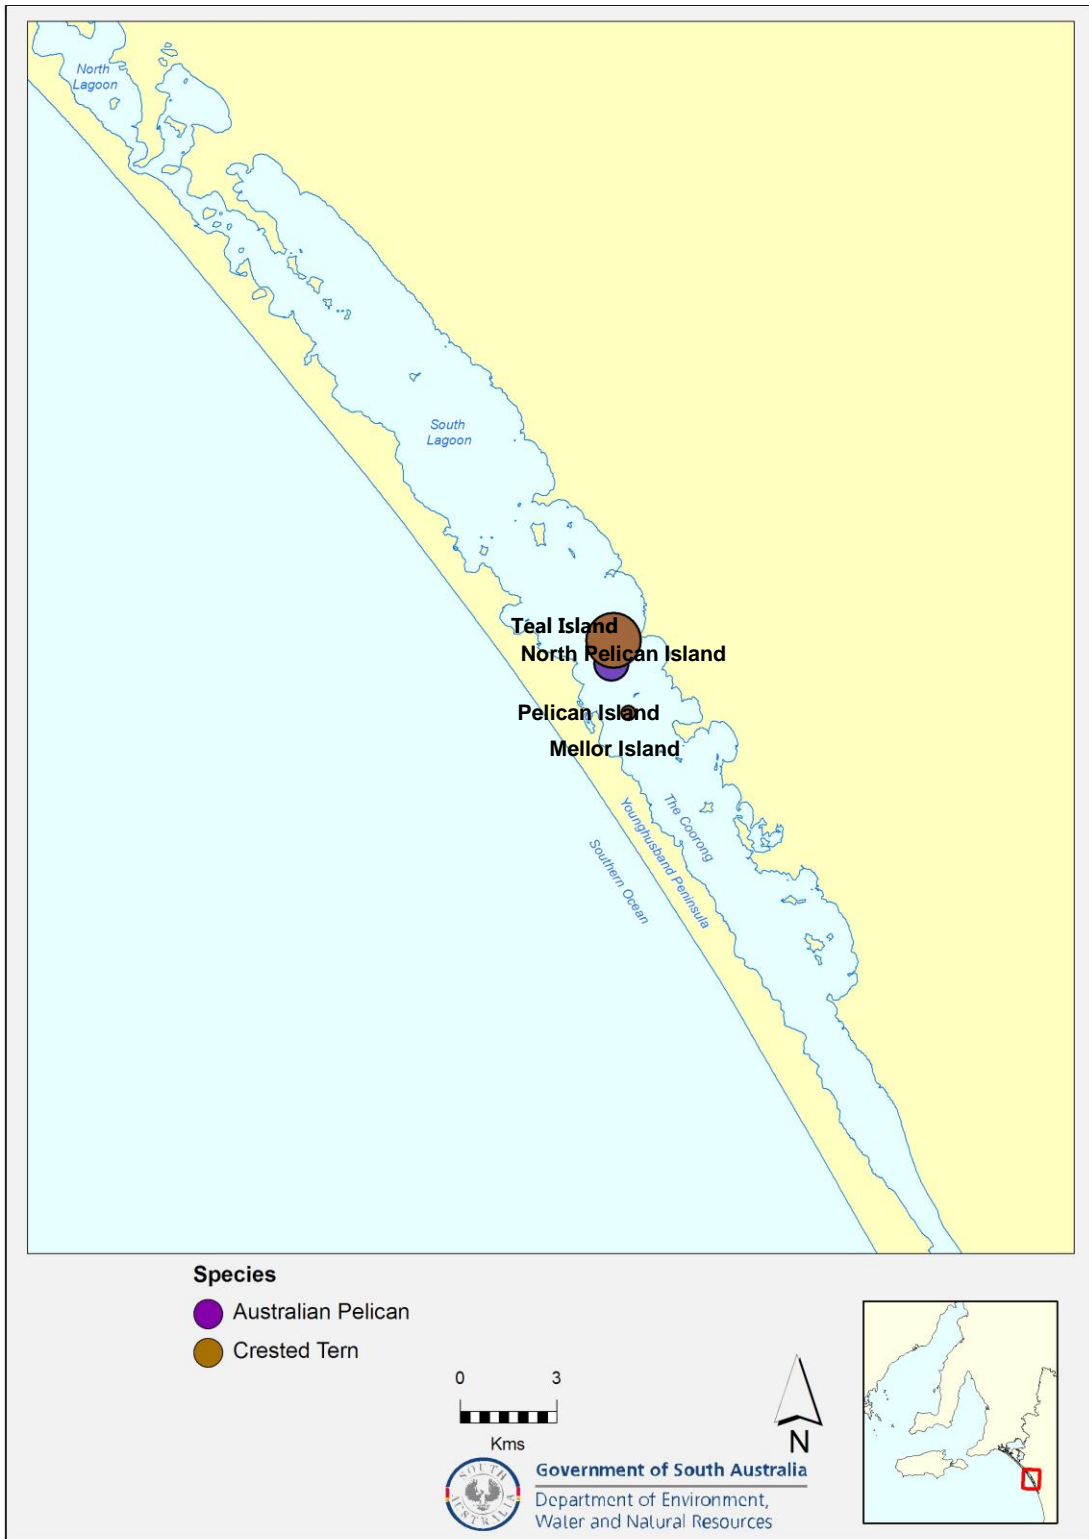 North
Lagoon
South
Lagoon
Teal Island
North Pelican Island
Pelican Island
Mellor Island
The Coorong
Younghusband Peninsula
Southern Ocean
Species
Australian Pelican
Crested Tern
0 3
Kms
N
SOUTH
AUSTRALIA
Government of South Australia
Department of Environment,
Water and Natural Resources